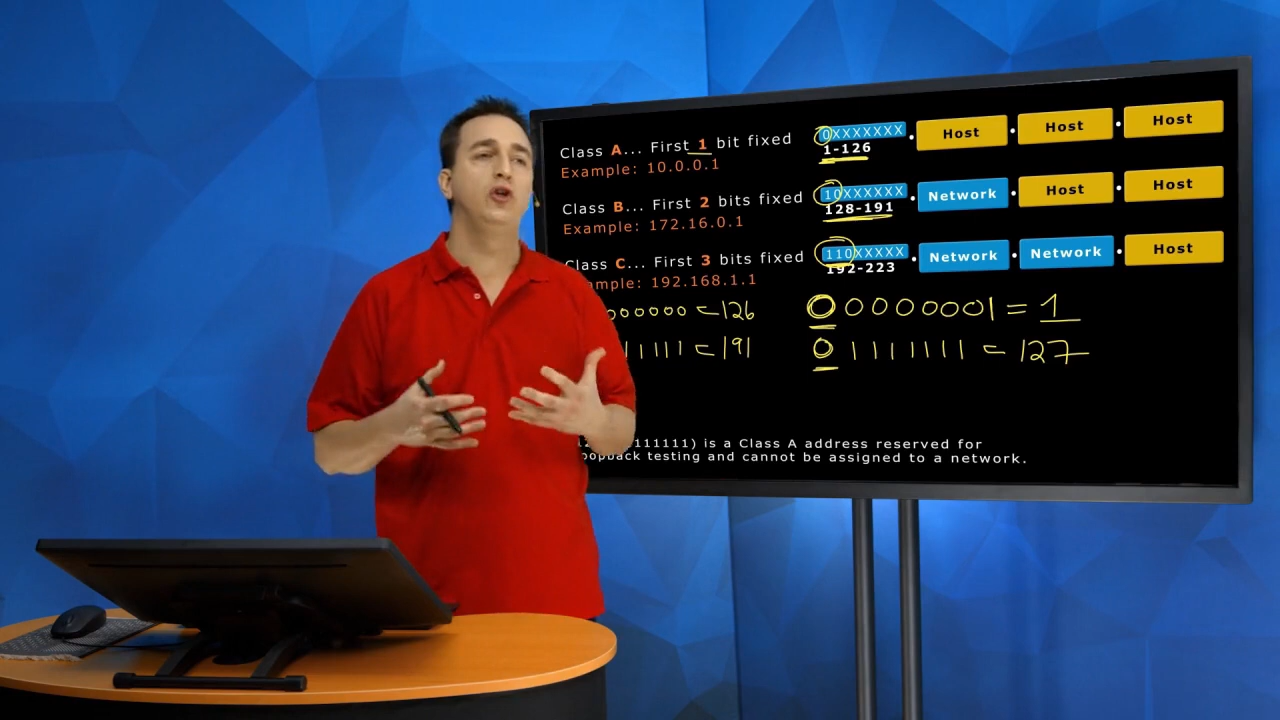 Class A... First 1 bit fixed 0XXXXXXX . Host . Host . Host
Example: 10.0.0.1 1-126
Class B... First 2 bits fixed 10XXXXXX . Network . Host . Host
Example: 172.16.0.1 128-191
Class C... First 3 bits fixed 110XXXXX . Network . Network . Host
Example: 192.168.1.1 192-223
000000 = 126 00000001 = 1
11111 = 191 01111111 = 127
111111) is a Class A address reserved for
testing and cannot be assigned to a network.